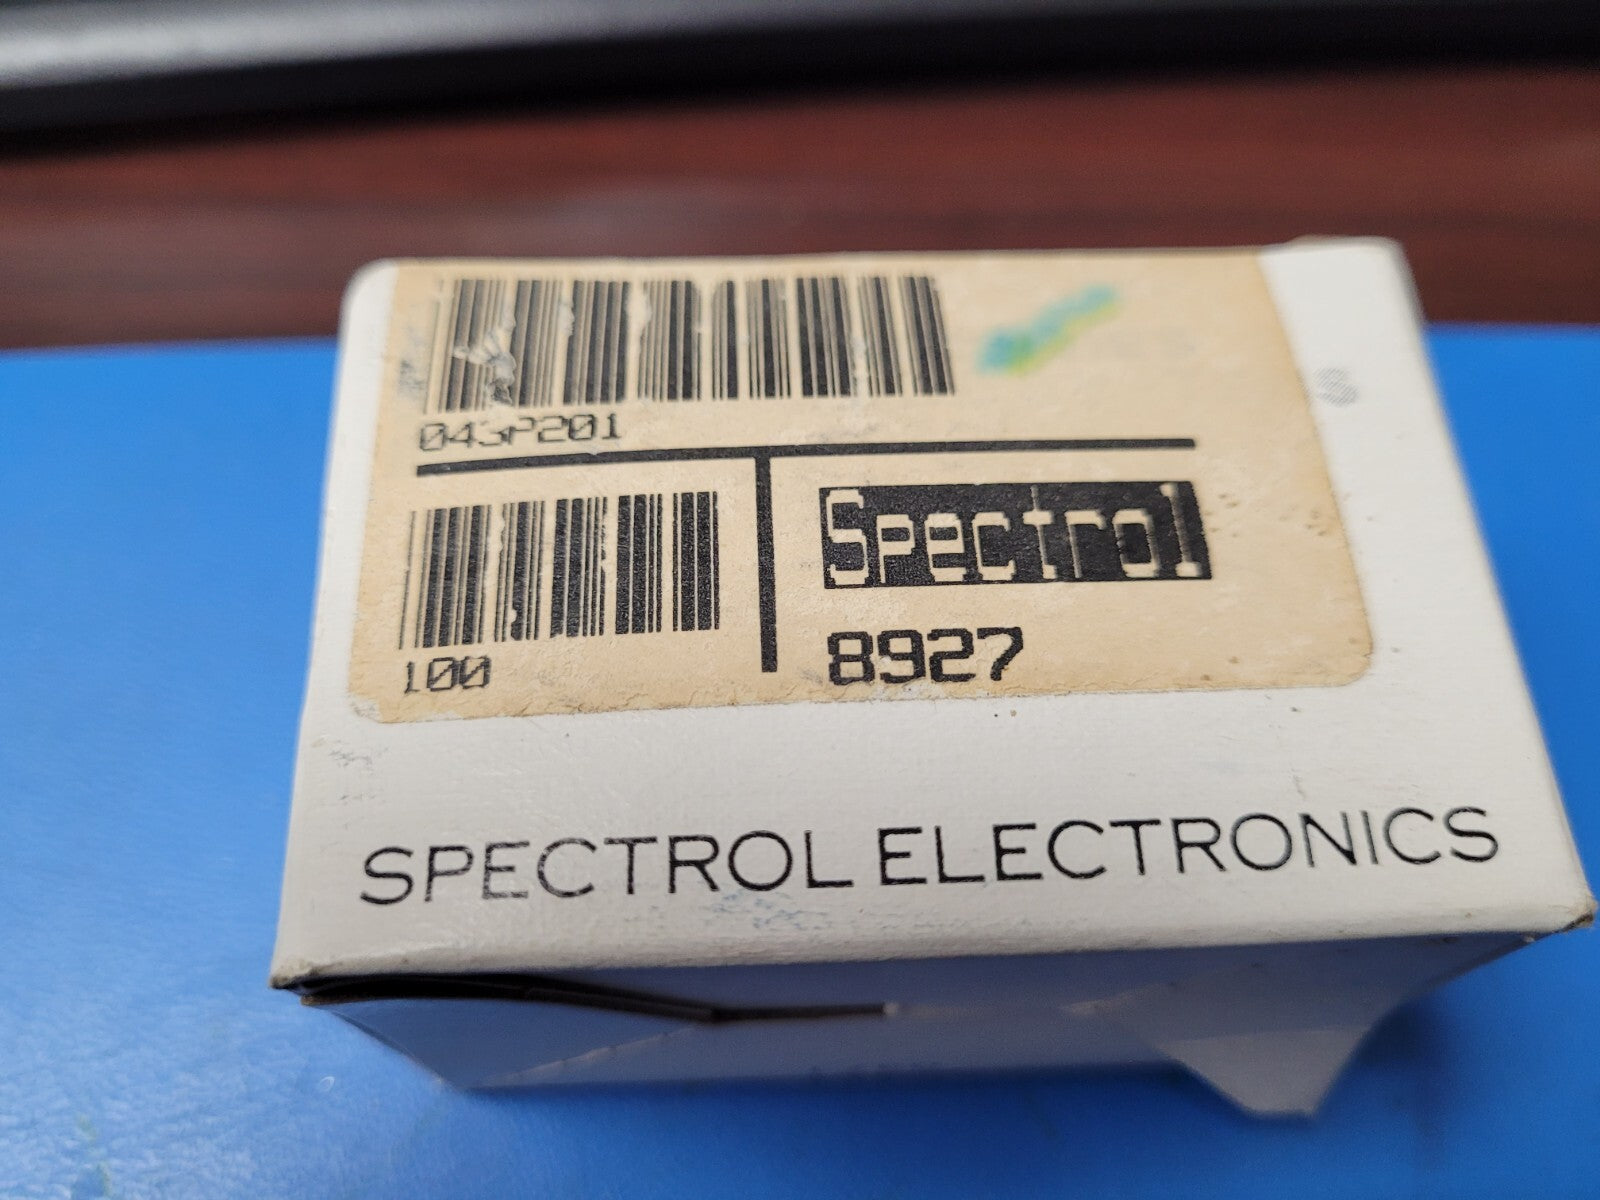 043P201
Spectrol
100
8927
SPECTROL ELECTRONICS